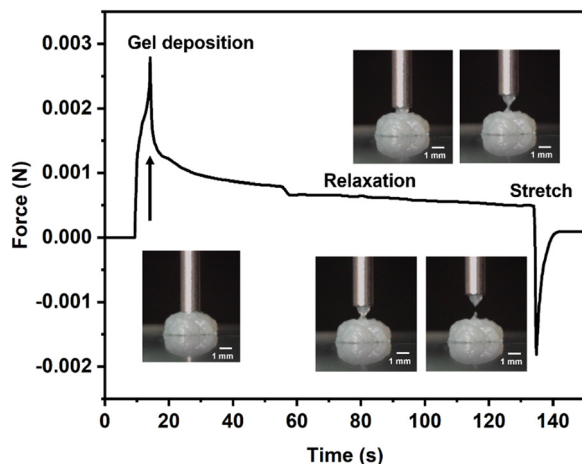 Gel deposition
Relaxation
Stretch
1 mm
1 mm
1 mm
1 mm
1 mm
Force (N)
0.003
0.002
0.001
0.000
-0.001
-0.002
0 20 40 60 80 100 120 140
Time (s)